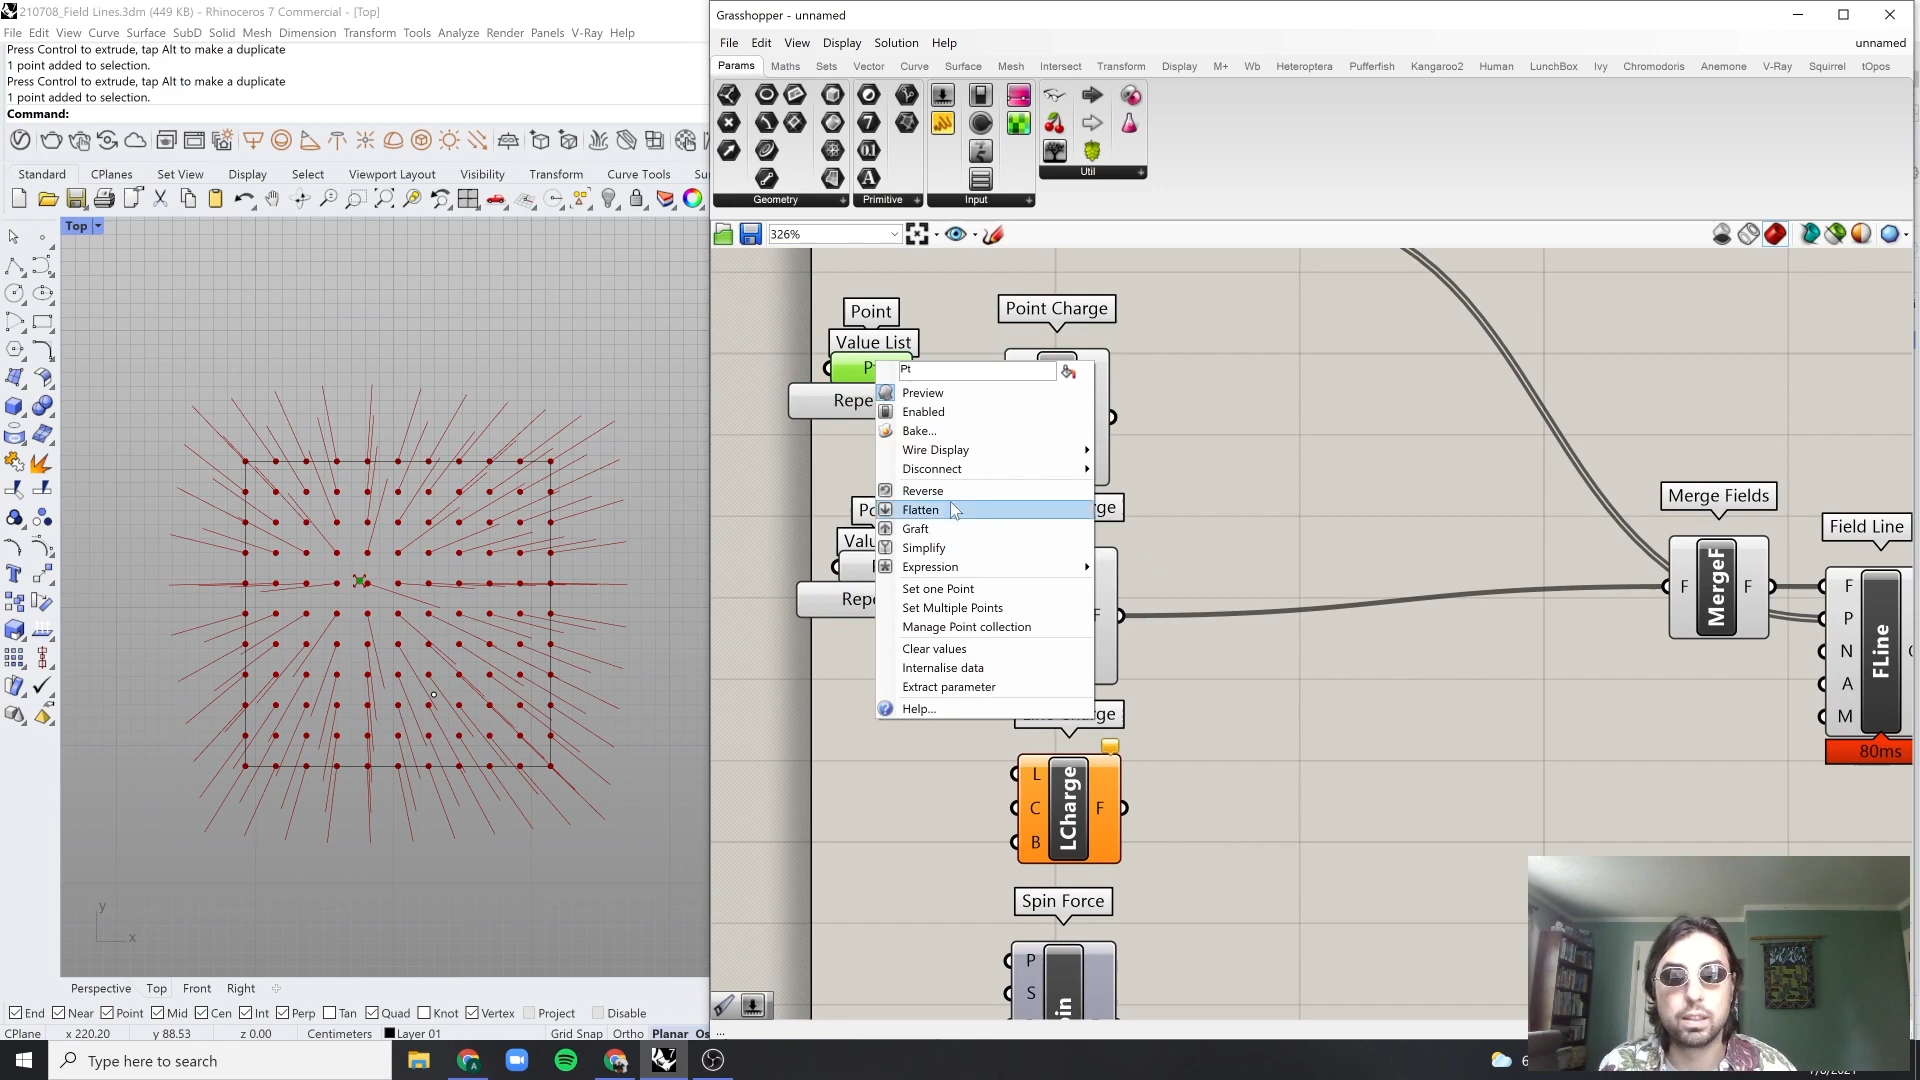 210708_Field Lines.3dm (449 KB) - Rhinoceros 7 Commercial - [Top]
File Edit View Curve Surface SubD Solid Mesh Dimension Transform Tools Analyze Render Panels V-Ray Help
Press Control to extrude, tap Alt to make a duplicate
1 point added to selection.
Press Control to extrude, tap Alt to make a duplicate
1 point added to selection.
Command:
Standard CPlanes Set View Display Select Viewport Layout Visibility Transform Curve Tools Su
Top
y
x
Perspective Top Front Right
End Near Point Mid Cen Int Perp Tan Quad Knot Vertex Project Disable
CPlane x 220.20 y 88.53 z 0.00 Centimeters Layer 01 Grid Snap Ortho Planar Os
Type here to search
Grasshopper - unnamed
File Edit View Display Solution Help
unnamed
Params Maths Sets Vector Curve Surface Mesh Intersect Transform Display M+ Wb Heteroptera Pufferfish Kangaroo2 Human LunchBox Ivy Chromodoris Anemone V-Ray Squirrel tOpos
Geometry Primitive Input Util
326%
Point
Value List
Repe
Point Charge
Pt
Preview
Enabled
Bake...
Wire Display
Disconnect
Reverse
Flatten
Graft
Simplify
Expression
Set one Point
Set Multiple Points
Manage Point collection
Clear values
Internalise data
Extract parameter
Help...
Po
Valu
Repe
ge
F
ge
L
C
B
LCharge
F
Spin Force
P
S
Merge Fields
F
MergeF
F
Field Line
F
P
N
A
M
FLine
80ms
...